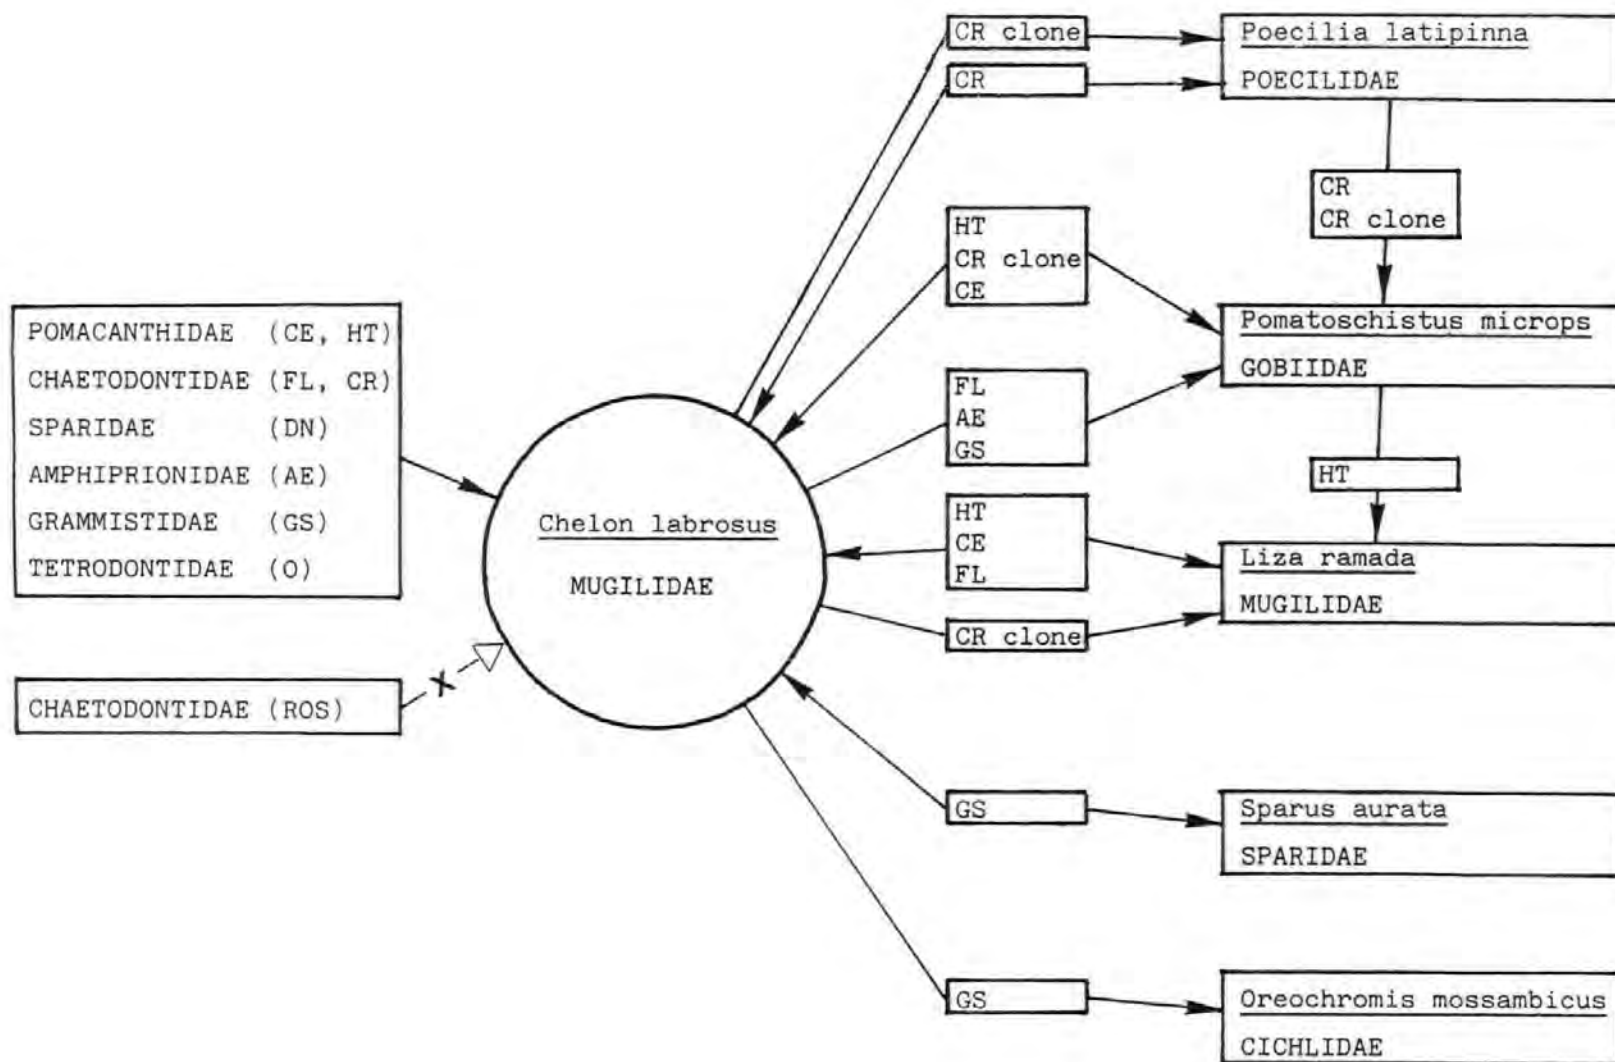 POMACANTHIDAE (CE, HT)
CHAETODONTIDAE (FL, CR)
SPARIDAE (DN)
AMPHIPRIONIDAE (AE)
GRAMMISTIDAE (GS)
TETRODONTIDAE (O)
CHAETODONTIDAE (ROS)
X
Chelon labrosus
MUGILIDAE
CR clone
CR
HT
CR clone
CE
FL
AE
GS
HT
CE
FL
CR clone
GS
GS
Poecilia latipinna
POECILIDAE
CR
CR clone
Pomatoschistus microps
GOBIIDAE
HT
Liza ramada
MUGILIDAE
Sparus aurata
SPARIDAE
Oreochromis mossambicus
CICHLIDAE